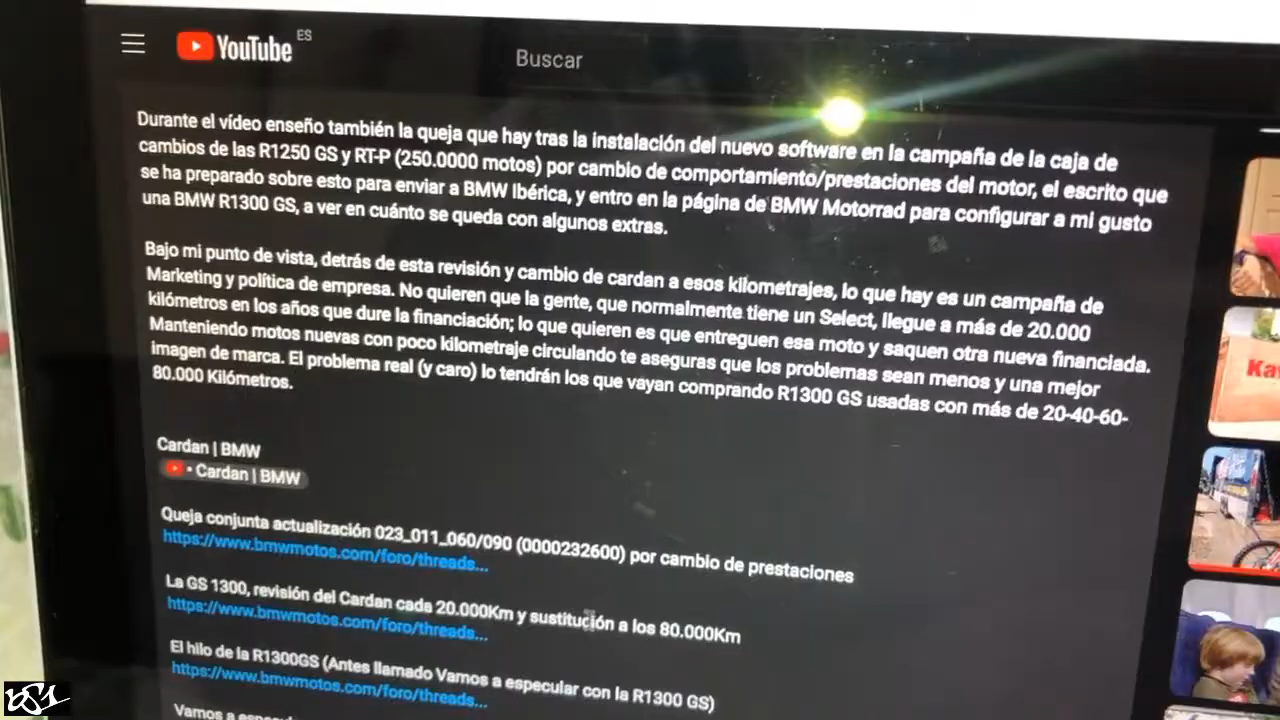 YouTube ES
Buscar
Durante el vídeo enseño también la queja que hay tras la instalación del nuevo software en la campaña de la caja de
cambios de las R1250 GS y RT-P (250.0000 motos) por cambio de comportamiento/prestaciones del motor, el escrito que
se ha preparado sobre esto para enviar a BMW Ibérica, y entro en la página de BMW Motorrad para configurar a mi gusto
una BMW R1300 GS, a ver en cuánto se queda con algunos extras.
Bajo mi punto de vista, detrás de esta revisión y cambio de cardan a esos kilometrajes, lo que hay es un campaña de
Marketing y política de empresa. No quieren que la gente, que normalmente tiene un Select, llegue a más de 20.000
kilómetros en los años que dure la financiación; lo que quieren es que entreguen esa moto y saquen otra nueva financiada.
Manteniendo motos nuevas con poco kilometraje circulando te aseguras que los problemas sean menos y una mejor
imagen de marca. El problema real (y caro) lo tendrán los que vayan comprando R1300 GS usadas con más de 20-40-60-
80.000 Kilómetros.
Cardan | BMW
• Cardan | BMW
Queja conjunta actualización 023_011_060/090 (0000232600) por cambio de prestaciones
https://www.bmwmotos.com/foro/threads...
La GS 1300, revisión del Cardan cada 20.000Km y sustitución a los 80.000Km
https://www.bmwmotos.com/foro/threads...
El hilo de la R1300GS (Antes llamado Vamos a especular con la R1300 GS)
https://www.bmwmotos.com/foro/threads...
Vamos a
Ka